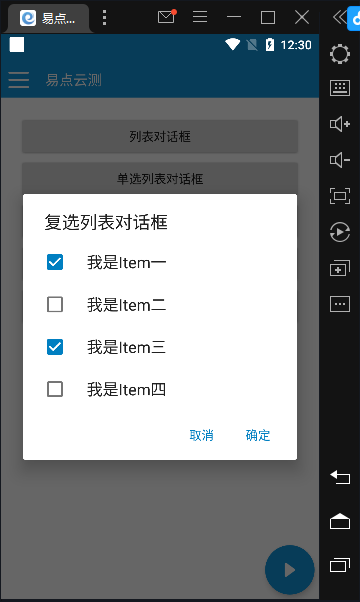 易点...
12:30
易点云测
列表对话框
单选列表对话框
复选列表对话框
我是Item一
我是Item二
我是Item三
我是Item四
取消
确定